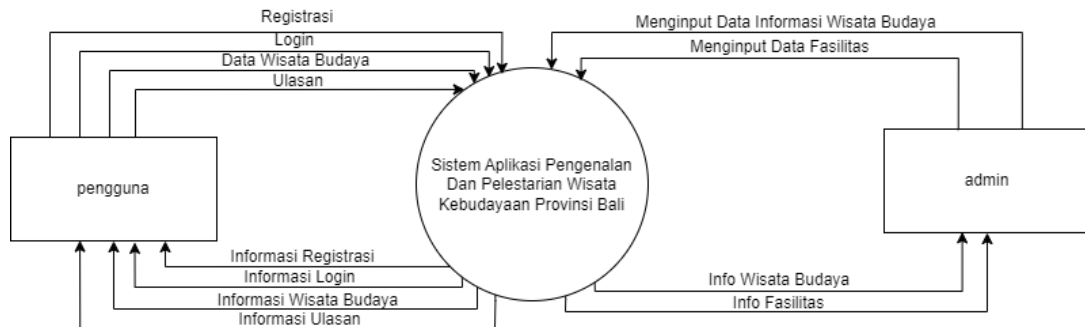 Registrasi
Login
Data Wisata Budaya
Ulasan
Menginput Data Informasi Wisata Budaya
Menginput Data Fasilitas
pengguna
Sistem Aplikasi Pengenalan
Dan Pelestarian Wisata
Kebudayaan Provinsi Bali
admin
Informasi Registrasi
Informasi Login
Informasi Wisata Budaya
Informasi Ulasan
Info Wisata Budaya
Info Fasilitas